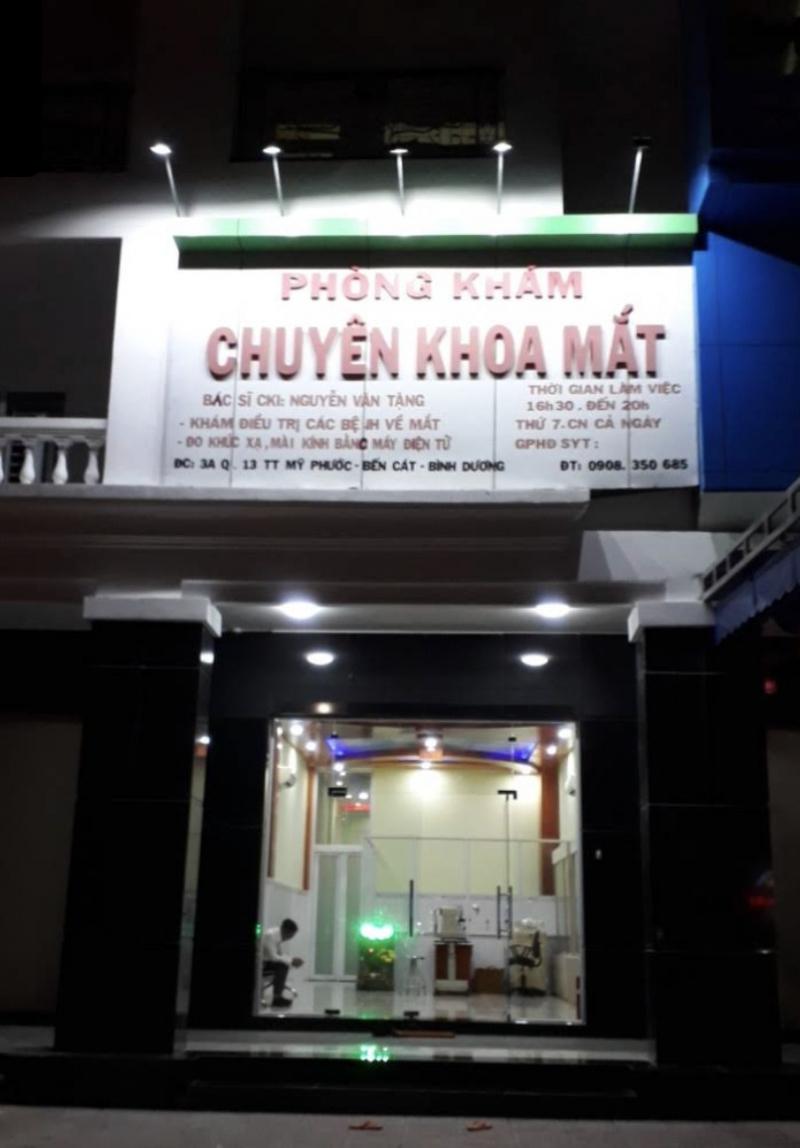 PHÒNG KHÁM
CHUYÊN KHOA MẮT
BÁC SĨ CKI: NGUYỄN VĂN TẶNG
- KHÁM ĐIỀU TRỊ CÁC BỆNH VỀ MẮT
- ĐO KHÚC XẠ, MÀI KÍNH BẰNG MÁY ĐIỆN TỬ
THỜI GIAN LÀM VIỆC
16h30. ĐẾN 20h
THỨ 7. CN CẢ NGÀY
GPHĐ SYT:
ĐC: 3A Q. 13 TT MỸ PHƯỚC - BẾN CÁT - BÌNH DƯƠNG
ĐT: 0908. 350 685